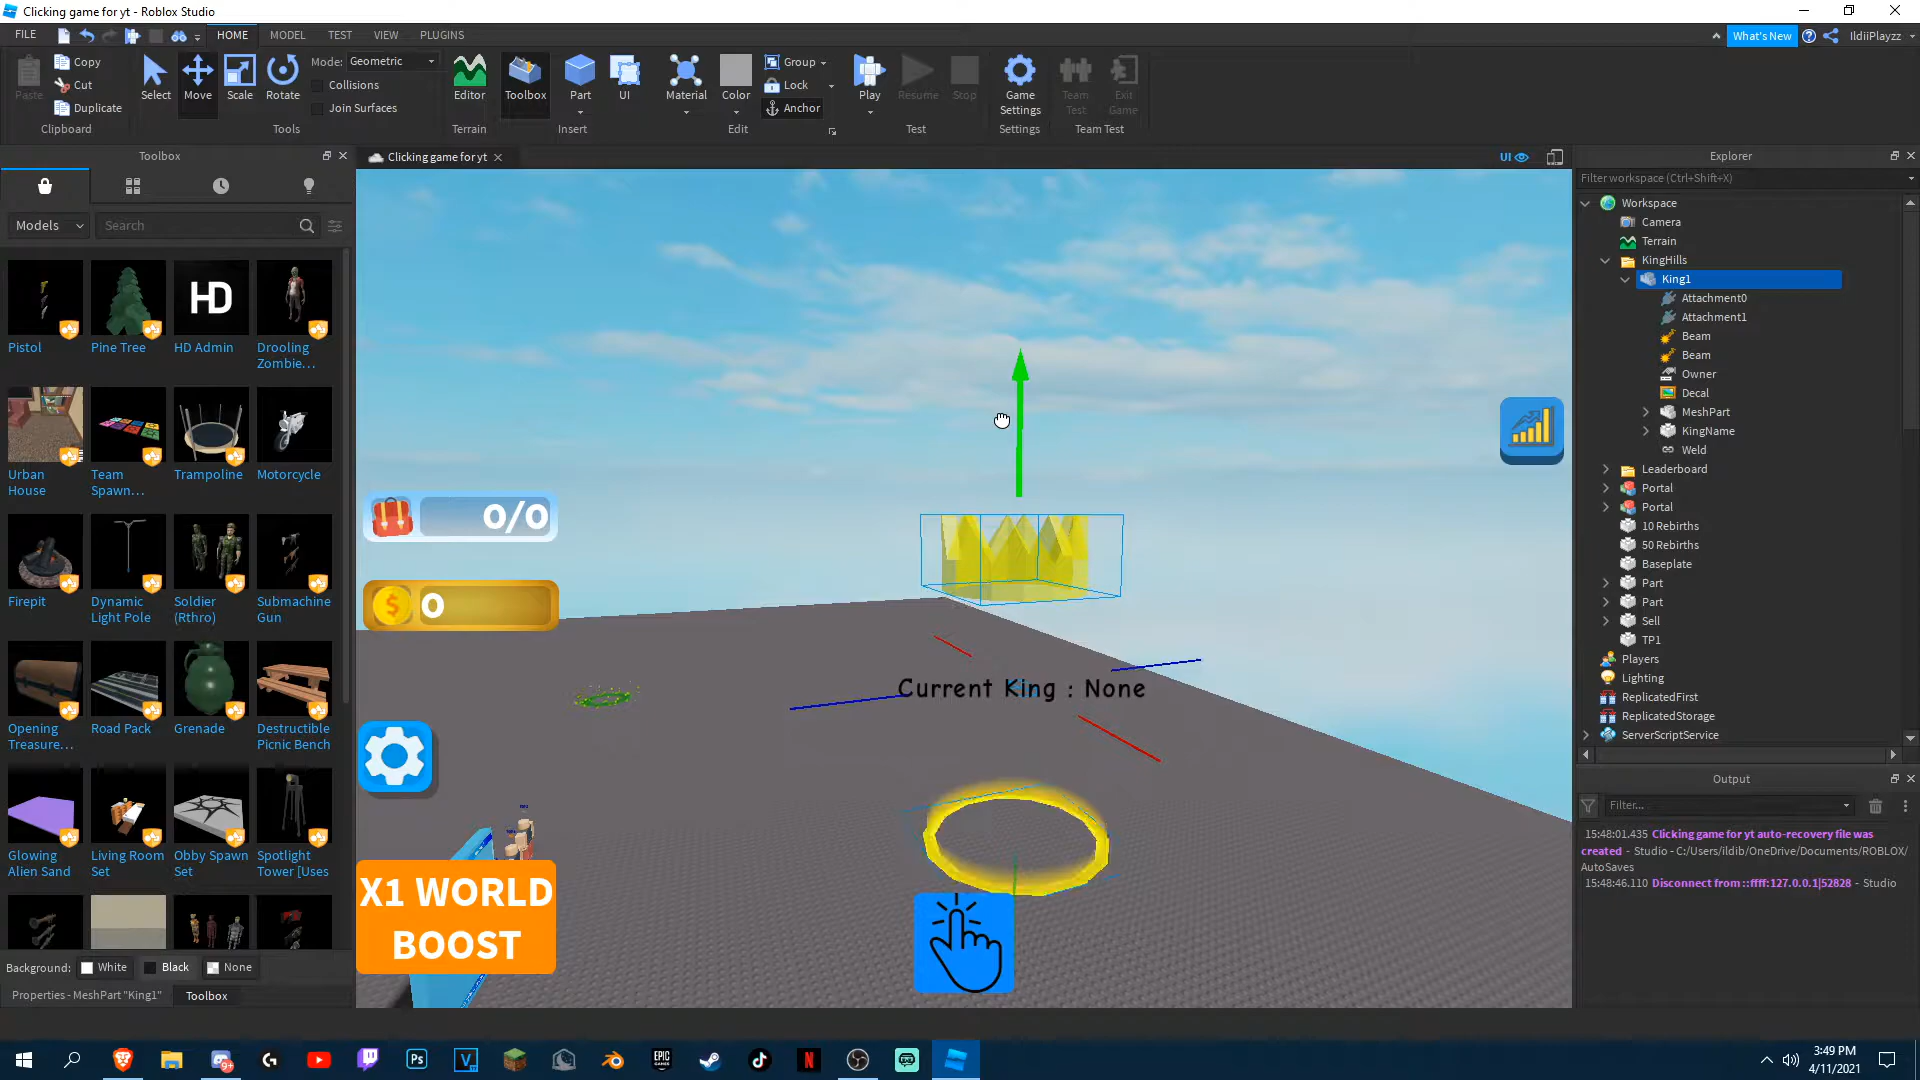 Clicking game for yt - Roblox Studio
FILE
HOME
MODEL
TEST
VIEW
PLUGINS
What's New
IldiiPlayzz
Paste
Copy
Cut
Duplicate
Clipboard
Select
Move
Scale
Rotate
Mode: Geometric
Collisions
Join Surfaces
Tools
Editor
Terrain
Toolbox
Part
UI
Insert
Material
Color
Group
Lock
Anchor
Edit
Play
Resume
Stop
Test
Game Settings
Settings
Team Test
Exit Game
Team Test
Toolbox
Models
Search
Pistol
Pine Tree
HD
HD Admin
Drooling Zombie...
Urban House
Team Spawn...
Trampoline
Motorcycle
Firepit
Dynamic Light Pole
Soldier (Rthro)
Submachine Gun
Opening Treasure...
Road Pack
Grenade
Destructible Picnic Bench
Glowing Alien Sand
Living Room Set
Obby Spawn Set
Spotlight Tower [Uses
Background:
White
Black
None
Properties - MeshPart "King1"
Toolbox
Clicking game for yt
UI
0/0
$
0
X1 WORLD
BOOST
Current King : None
Explorer
Filter workspace (Ctrl+Shift+X)
Workspace
Camera
Terrain
KingHills
King1
Attachment0
Attachment1
Beam
Beam
Owner
Decal
MeshPart
KingName
Weld
Leaderboard
Portal
Portal
10 Rebirths
50 Rebirths
Baseplate
Part
Part
Sell
TP1
Players
Lighting
ReplicatedFirst
ReplicatedStorage
ServerScriptService
Output
Filter...
15:48:01.435 Clicking game for yt auto-recovery file was
created - Studio - C:/Users/ildib/OneDrive/Documents/ROBLOX/
AutoSaves
15:48:46.110 Disconnect from ::ffff:127.0.0.1|52828 - Studio
Ps
V
EPIC
N
3:49 PM
4/11/2021